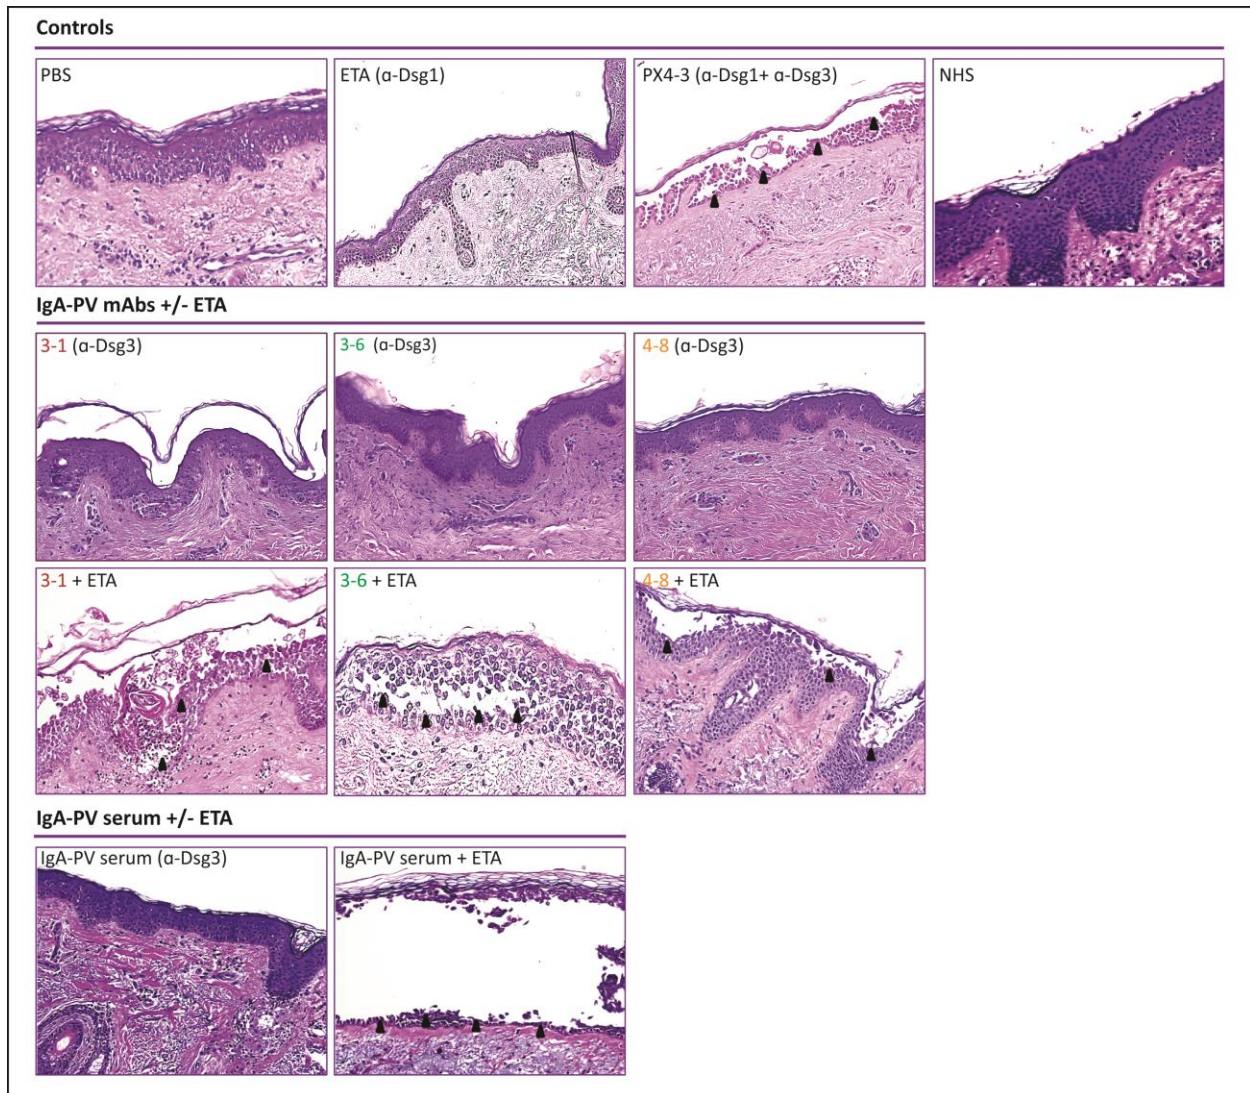 Controls
PBS
ETA (α-Dsg1)
PX4-3 (α-Dsg1+ α-Dsg3)
NHS
IgA-PV mAbs +/- ETA
3-1 (α-Dsg3)
3-6 (α-Dsg3)
4-8 (α-Dsg3)
3-1 + ETA
3-6 + ETA
4-8 + ETA
IgA-PV serum +/- ETA
IgA-PV serum (α-Dsg3)
IgA-PV serum + ETA